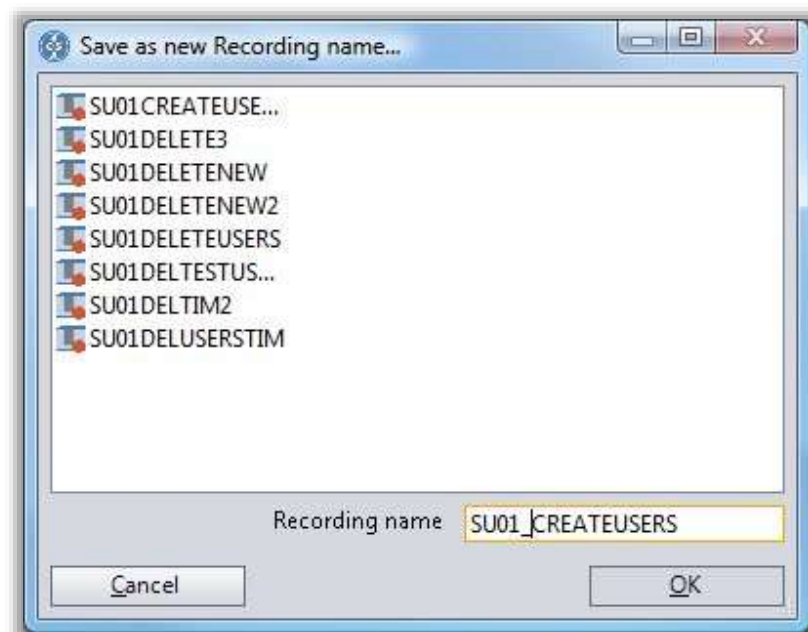 Save as new Recording name...
SU01CREATEUSE...
SU01DELETE3
SU01DELETENEW
SU01DELETENEW2
SU01DELETEUSERS
SU01DELTESTUS...
SU01DELTIM2
SU01DELUSERSTIM
Recording name SU01_CREATEUSERS
Cancel OK